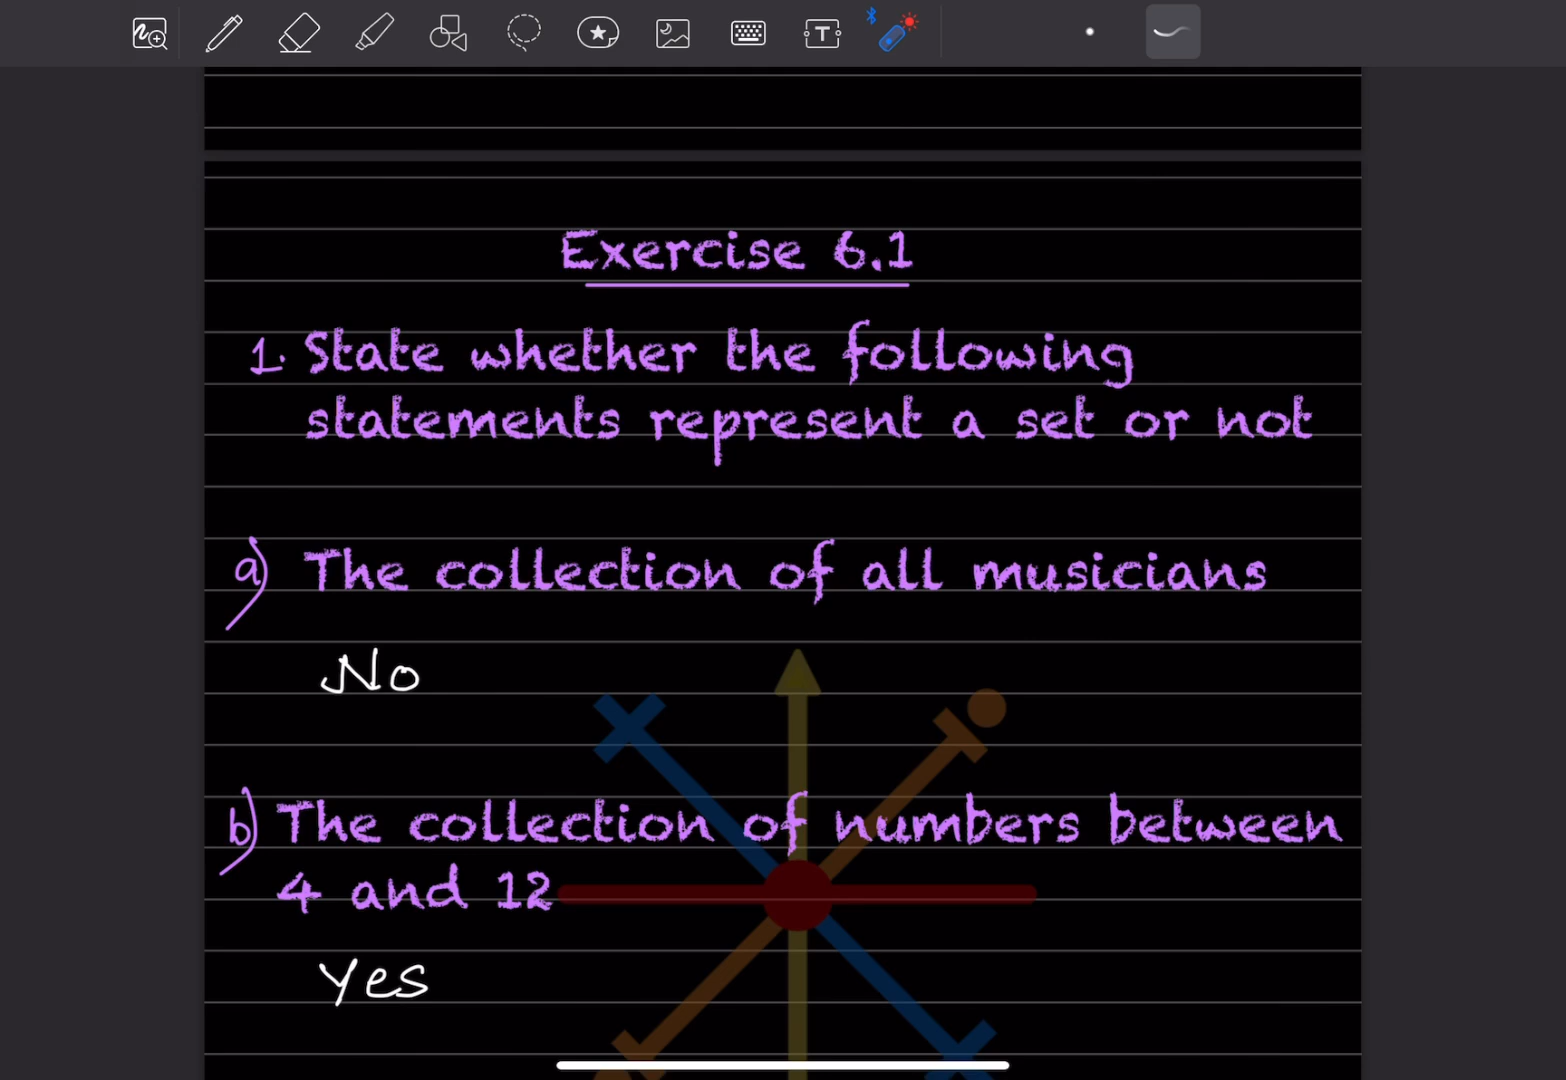 Exercise 6.1
1. State whether the following
statements represent a set or not
a) The collection of all musicians
No
b) The collection of numbers between
4 and 12
Yes